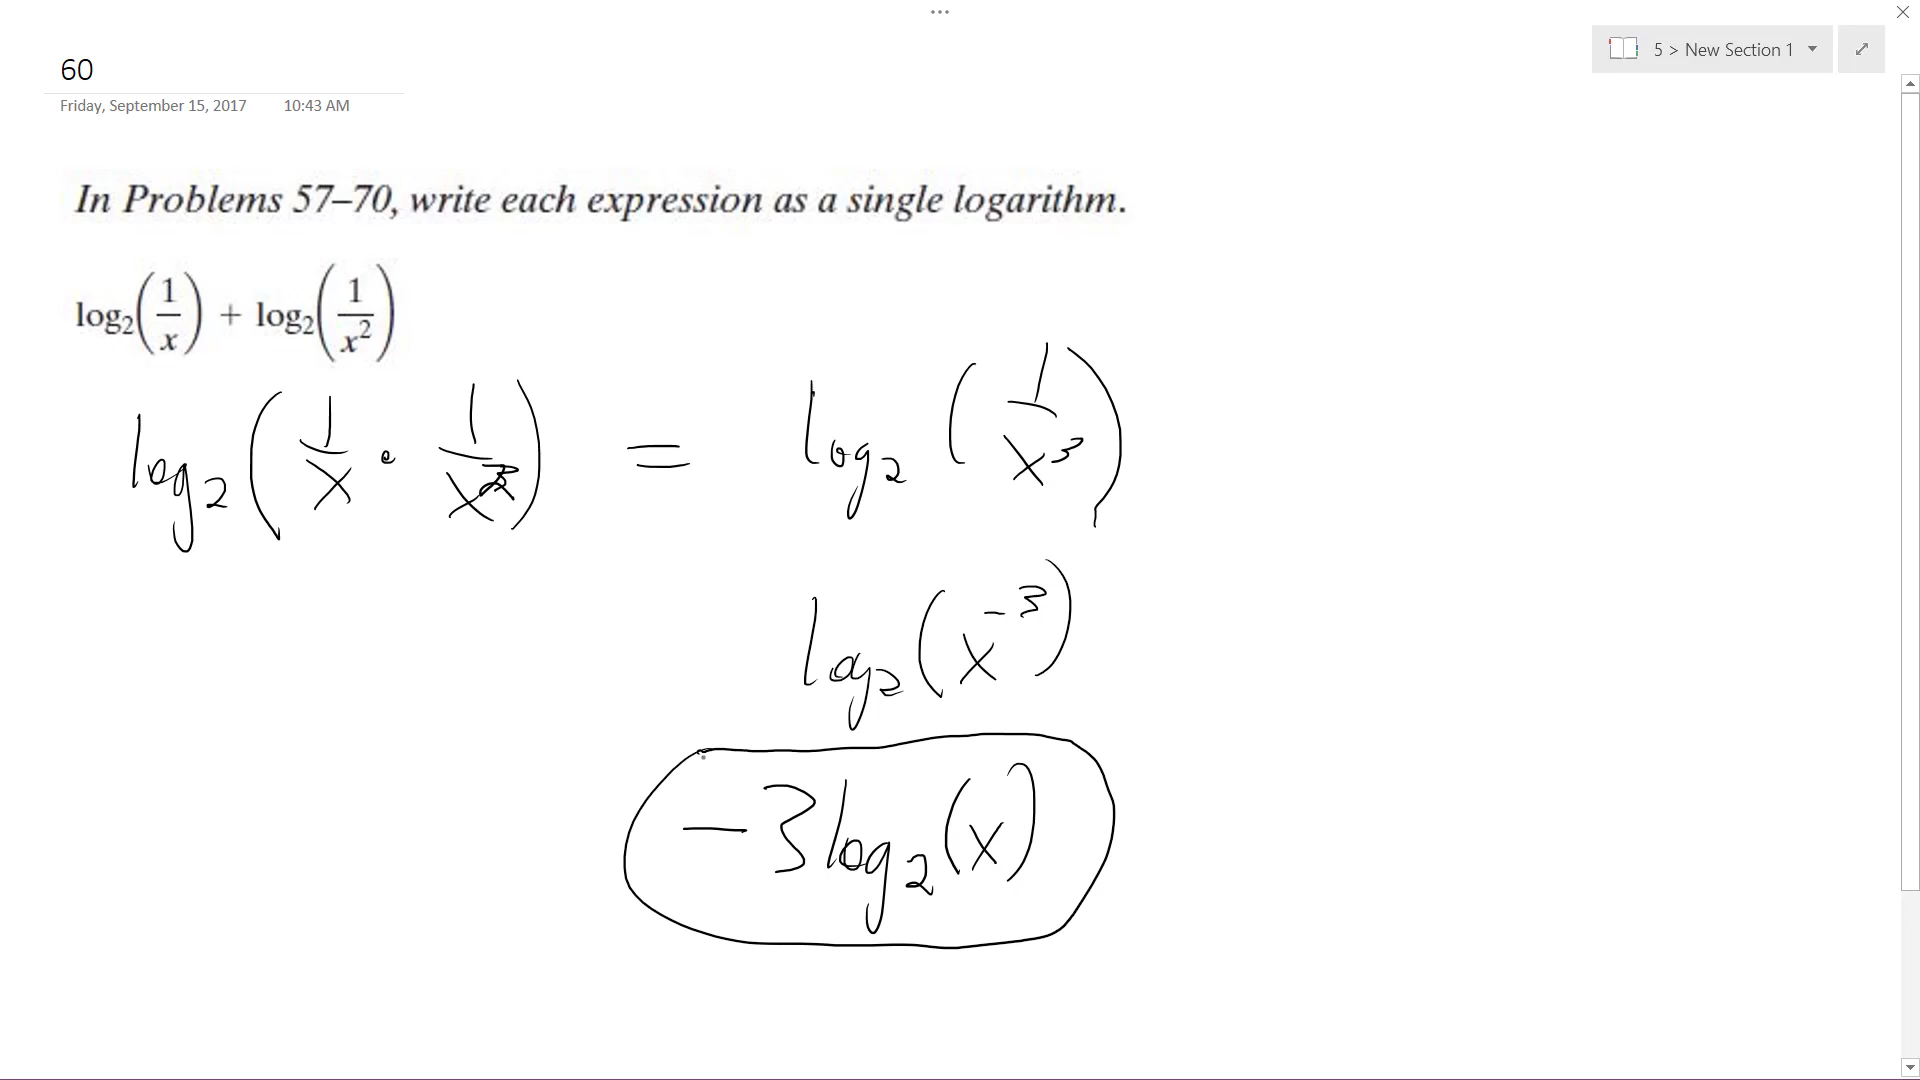 ...
5 > New Section 1
60
Friday, September 15, 2017 10:43 AM
In Problems 57–70, write each expression as a single logarithm.
log₂(1/x) + log₂(1/x²)
log₂(1/x · 1/x²) = log₂(1/x³)
log₂(x⁻³)
−3log₂(x)